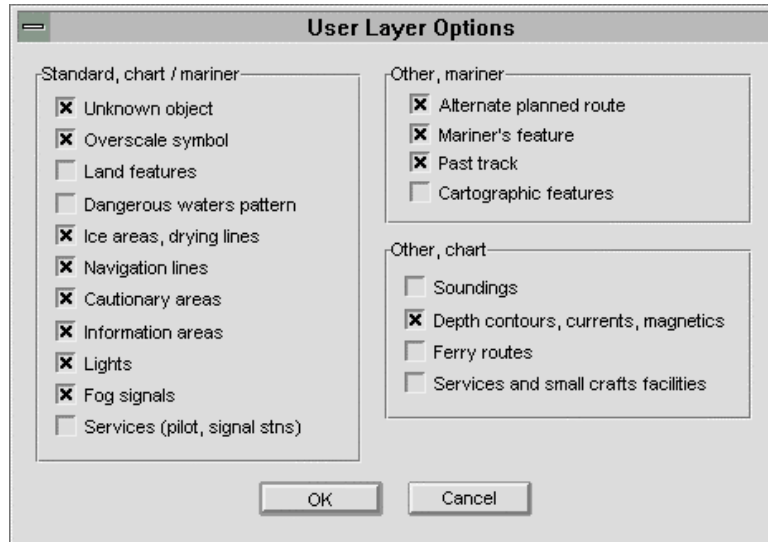 User Layer Options
Standard, chart / mariner
Unknown object
Overscale symbol
Land features
Dangerous waters pattern
Ice areas, drying lines
Navigation lines
Cautionary areas
Information areas
Lights
Fog signals
Services (pilot, signal stns)
Other, mariner
Alternate planned route
Mariner's feature
Past track
Cartographic features
Other, chart
Soundings
Depth contours, currents, magnetics
Ferry routes
Services and small crafts facilities
OK
Cancel